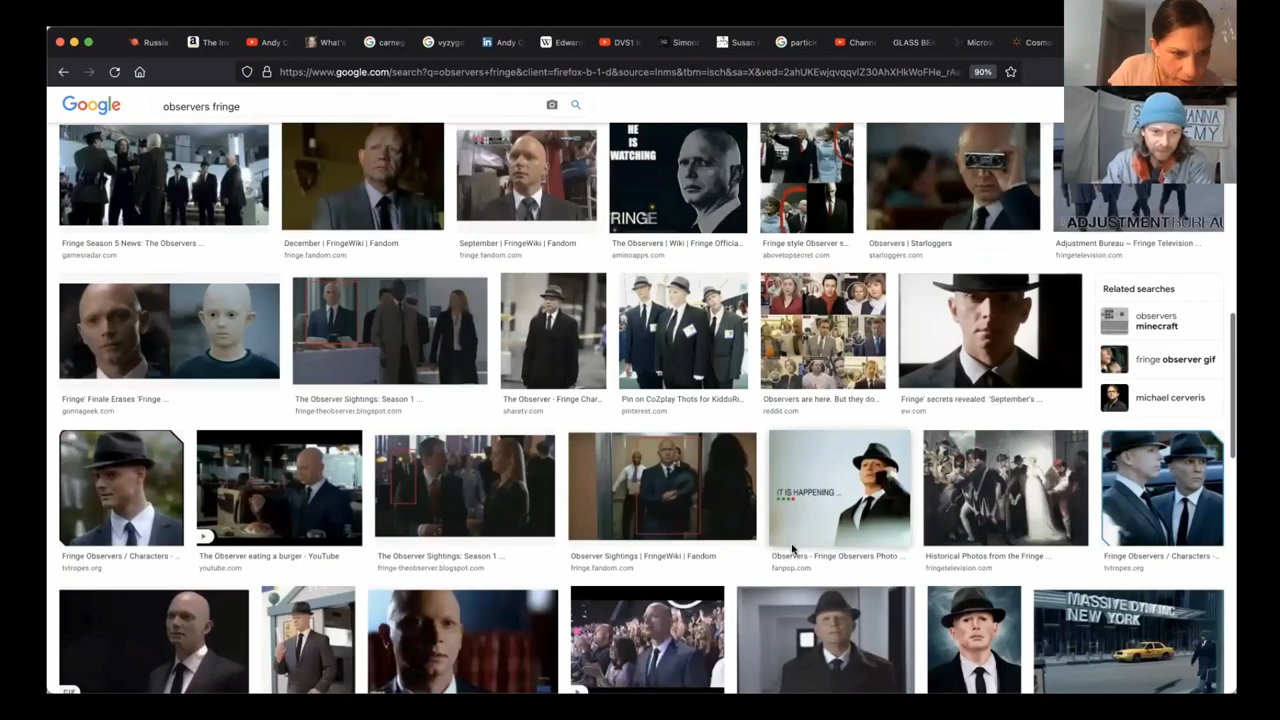 Russia
The In
Andy C
What's
carneg
vyzygo
Andy C
Edwar
DVS1 In
Simon
Susan
particl
Chann
GLASS BEA
Microw
Cosmo
https://www.google.com/search?q=observers+fringe&client=firefox-b-1-d&source=lnms&tbm=isch&sa=X&ved=
90%
Google
observers fringe
HE
IS
WATCHING
FRINGE
ADJUSTMENT BUREAU
Fringe Season 5 News: The Observers ...
gamesradar.com
December | FringeWiki | Fandom
fringe.fandom.com
September | FringeWiki | Fandom
fringe.fandom.com
The Observers | Wiki | Fringe Officia...
aminoapps.com
Fringe style Observer s...
abovetopsecret.com
Observers | Starloggers
starloggers.com
Adjustment Bureau ~ Fringe Television ...
fringetelevision.com
Related searches
observers
minecraft
fringe observer gif
michael cerveris
Fringe' Finale Erases 'Fringe ...
gonnageek.com
The Observer Sightings: Season 1 ...
fringe-theobserver.blogspot.com
The Observer - Fringe Char...
sharetv.com
Pin on CoZplay Thots for KiddoRi...
pinterest.com
Observers are here. But they do...
reddit.com
Fringe' secrets revealed: 'September's ...
ew.com
IT IS HAPPENING ...
Fringe Observers / Characters - ...
tvtropes.org
The Observer eating a burger - YouTube
youtube.com
The Observer Sightings: Season 1 ...
fringe-theobserver.blogspot.com
Observer Sightings | FringeWiki | Fandom
fringe.fandom.com
Observers - Fringe Observers Photo ...
fanpop.com
Historical Photos from the Fringe ...
fringetelevision.com
Fringe Observers / Characters -...
tvtropes.org
MASSIVE DYNAMIC
NEW YORK
GIF